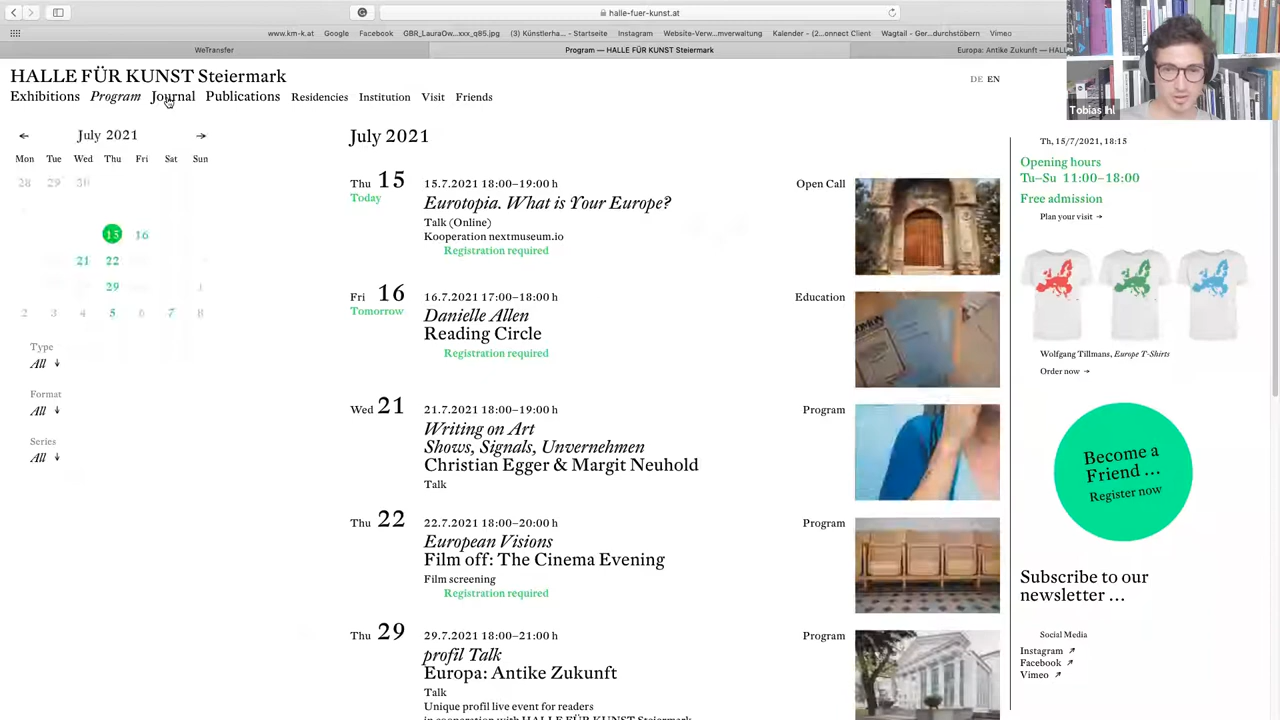 halle-fuer-kunst.at
www.km-k.at Google Facebook GBR_LauraOw...xxx_q85.jpg (3) Künstlerha... - Startseite Instagram Website-Verw...mverwaltung Kalender - (2...onnect Client Wagtail - Ger...durchstöbern Vimeo
WeTransfer Program — HALLE FÜR KUNST Steiermark Europa: Antike Zukunft — HAL
HALLE FÜR KUNST Steiermark
DE EN
Exhibitions Program Journal Publications Residencies Institution Visit Friends
Tobias Ihl
← July 2021 →
Mon Tue Wed Thu Fri Sat Sun
28 29 30
15 16
21 22
29 1
2 3 4 5 6 7 8
Type
All ↓
Format
All ↓
Series
All ↓
July 2021
Thu 15
Today
15.7.2021 18:00–19:00 h
Open Call
Eurotopia. What is Your Europe?
Talk (Online)
Kooperation nextmuseum.io
Registration required
Fri 16
Tomorrow
16.7.2021 17:00–18:00 h
Education
Danielle Allen
Reading Circle
Registration required
Wed 21
21.7.2021 18:00–19:00 h
Program
Writing on Art
Shows, Signals, Unvernehmen
Christian Egger & Margit Neuhold
Talk
Thu 22
22.7.2021 18:00–20:00 h
Program
European Visions
Film off: The Cinema Evening
Film screening
Registration required
Thu 29
29.7.2021 18:00–21:00 h
Program
profil Talk
Europa: Antike Zukunft
Talk
Unique profil live event for readers
in cooperation with HALLE FÜR KUNST Steiermark
Th, 15/7/2021, 18:15
Opening hours
Tu–Su 11:00–18:00
Free admission
Plan your visit →
Wolfgang Tillmans, Europe T-Shirts
Order now →
Become a
Friend ...
Register now
Subscribe to our
newsletter ...
Social Media
Instagram ↗
Facebook ↗
Vimeo ↗